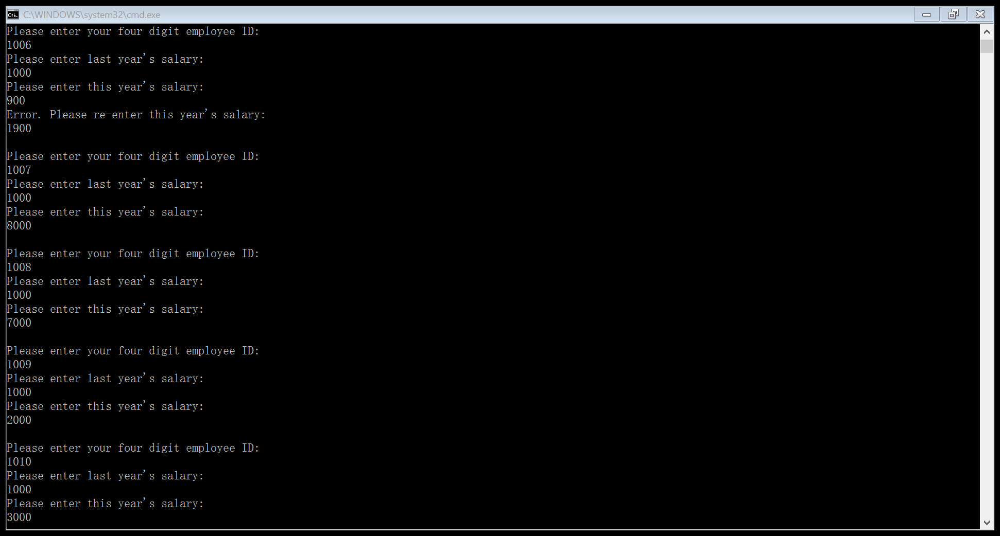 C:\WINDOWS\system32\cmd.exe
Please enter your four digit employee ID:
1006
Please enter last year's salary:
1000
Please enter this year's salary:
900
Error. Please re-enter this year's salary:
1900
Please enter your four digit employee ID:
1007
Please enter last year's salary:
1000
Please enter this year's salary:
8000
Please enter your four digit employee ID:
1008
Please enter last year's salary:
1000
Please enter this year's salary:
7000
Please enter your four digit employee ID:
1009
Please enter last year's salary:
1000
Please enter this year's salary:
2000
Please enter your four digit employee ID:
1010
Please enter last year's salary:
1000
Please enter this year's salary:
3000